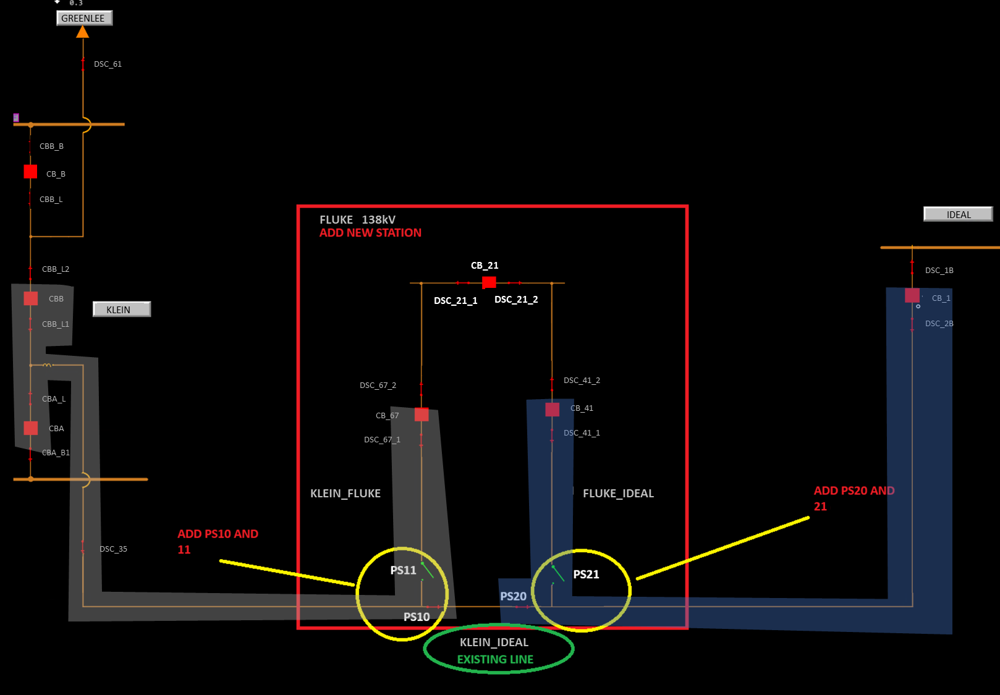 0.3
GREENLEE
DSC_61
CBB_B
CB_B
CBB_L
CBB_L2
CBB
KLEIN
CBB_L1
CBA_L
CBA
CBA_B1
DSC_35
ADD PS10 AND
11
FLUKE 138kV
ADD NEW STATION
CB_21
DSC_21_1
DSC_21_2
DSC_67_2
CB_67
DSC_67_1
DSC_41_2
CB_41
DSC_41_1
KLEIN_FLUKE
FLUKE_IDEAL
PS11
PS10
PS20
PS21
KLEIN_IDEAL
EXISTING LINE
ADD PS20 AND
21
IDEAL
DSC_1B
CB_1
DSC_2B